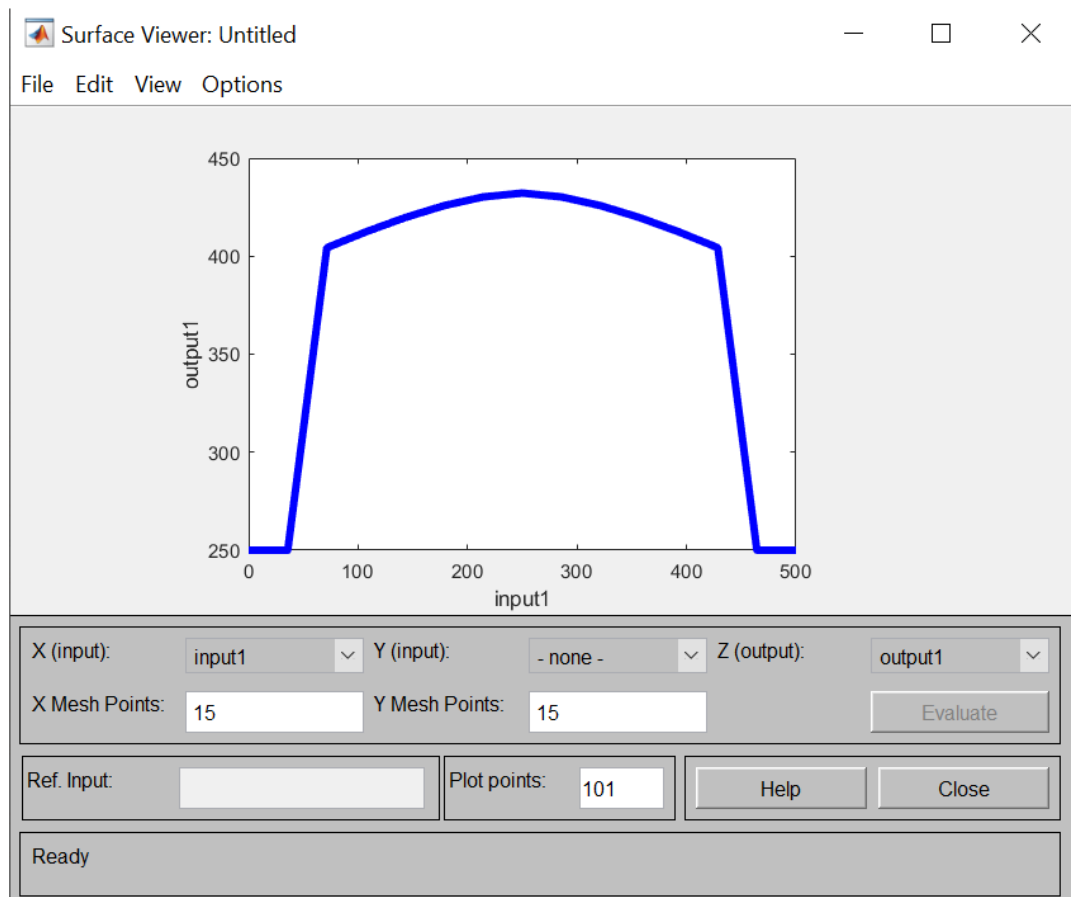 Surface Viewer: Untitled
File Edit View Options
450
400
350
300
250
output1
0 100 200 300 400 500
input1
X (input): input1 Y (input): - none - Z (output): output1
X Mesh Points: 15 Y Mesh Points: 15 Evaluate
Ref. Input: Plot points: 101 Help Close
Ready